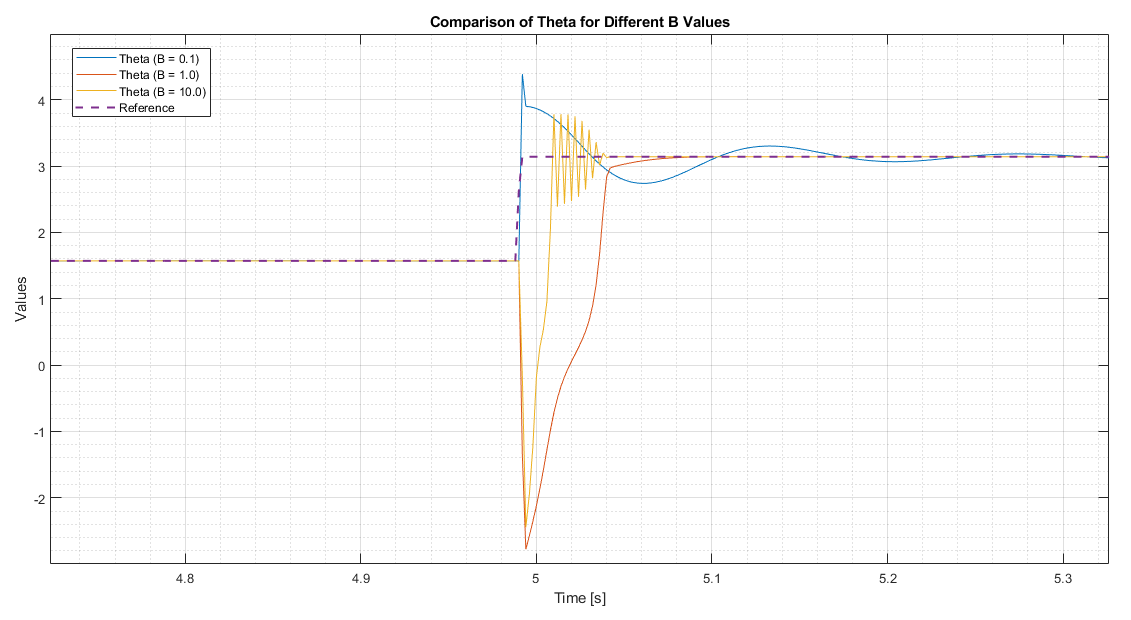 Comparison of Theta for Different B Values
Theta (B = 0.1)
Theta (B = 1.0)
Theta (B = 10.0)
Reference
Values
4
3
2
1
0
-1
-2
4.8
4.9
5
5.1
5.2
5.3
Time [s]